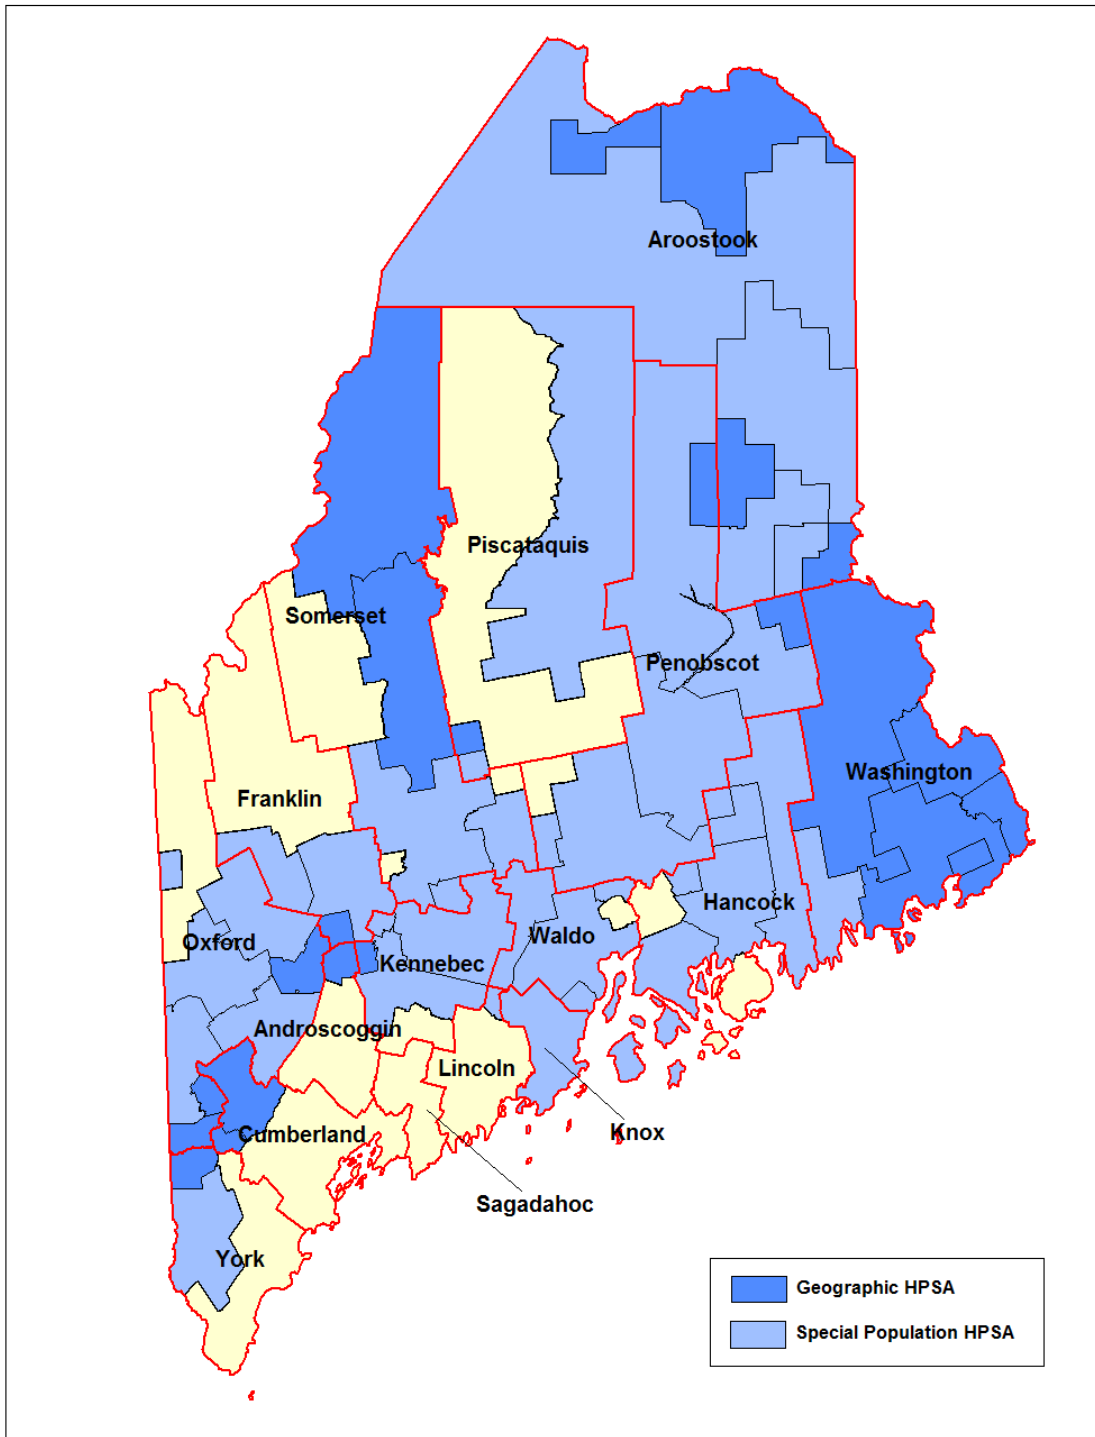 Aroostook
Piscataquis
Somerset
Penobscot
Washington
Franklin
Hancock
Oxford
Waldo
Kennebec
Androscoggin
Lincoln
Cumberland
Knox
Sagadahoc
York
Geographic HPSA
Special Population HPSA